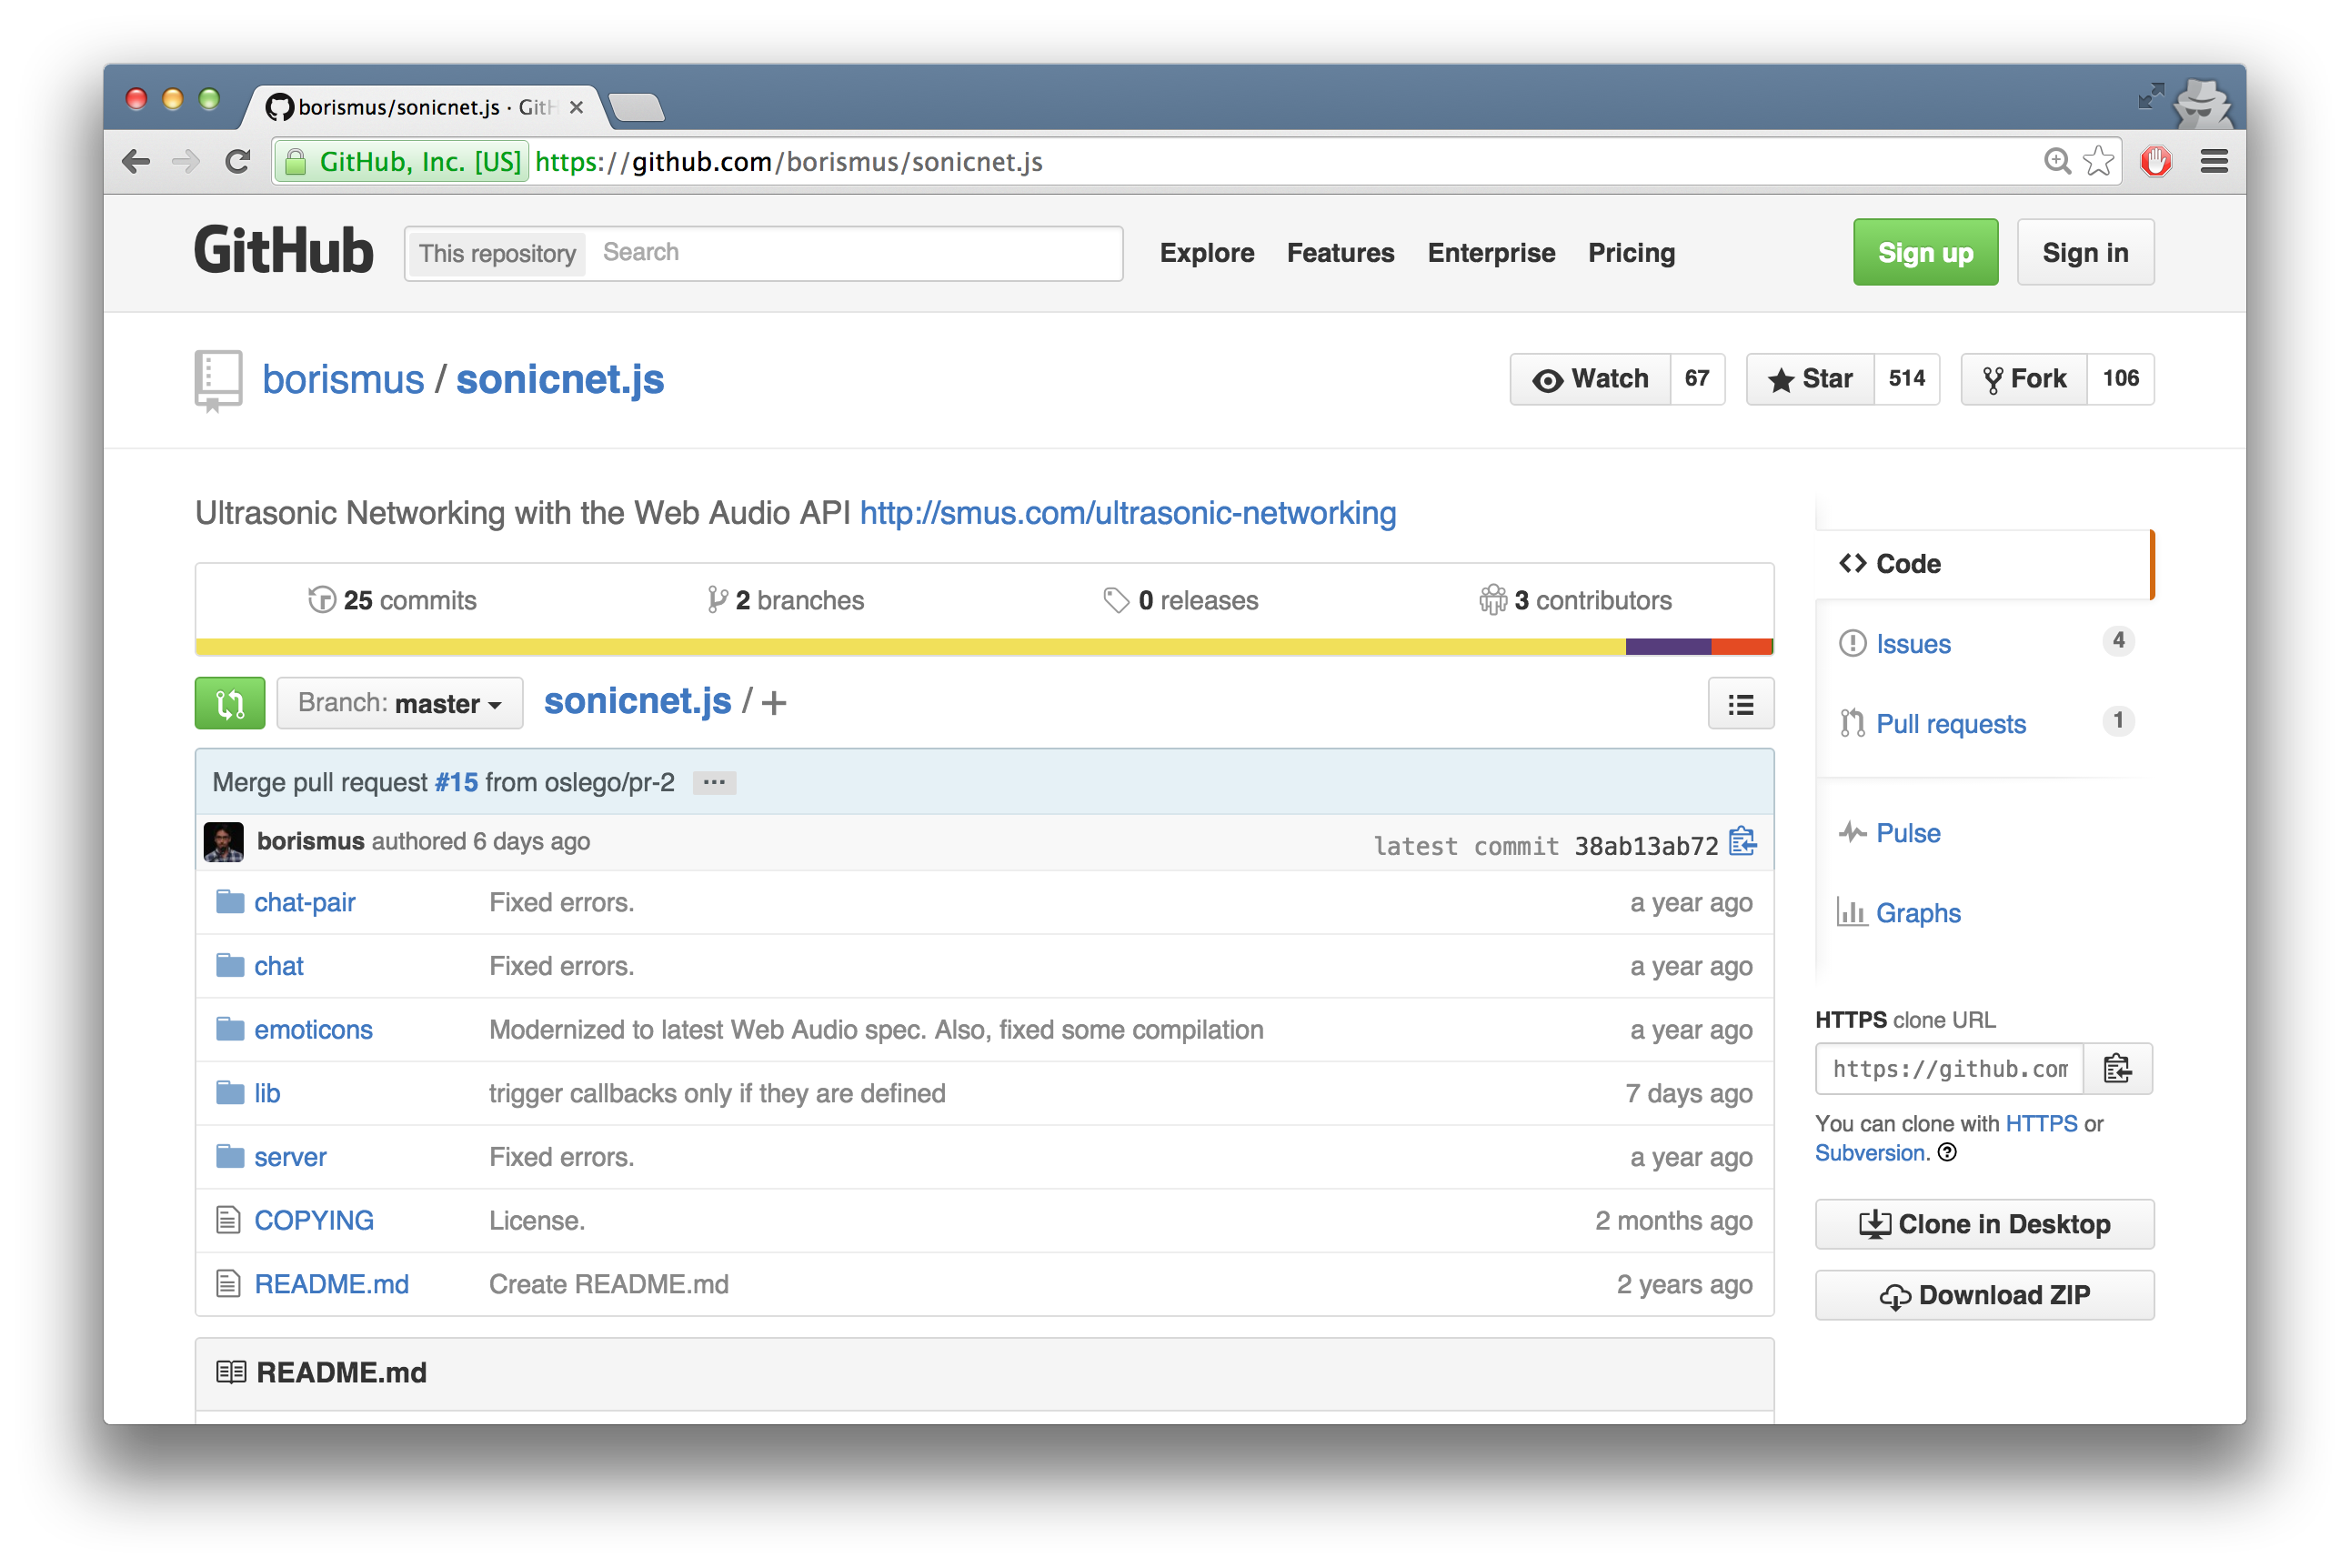 borismus/sonicnet.js · GitH
GitHub, Inc. [US] https://github.com/borismus/sonicnet.js
GitHub This repository Search Explore Features Enterprise Pricing Sign up Sign in
borismus / sonicnet.js Watch 67 Star 514 Fork 106
Ultrasonic Networking with the Web Audio API http://smus.com/ultrasonic-networking
25 commits 2 branches 0 releases 3 contributors
Branch: master sonicnet.js / +
Merge pull request #15 from oslego/pr-2 ...
borismus authored 6 days ago latest commit 38ab13ab72
chat-pair Fixed errors. a year ago
chat Fixed errors. a year ago
emoticons Modernized to latest Web Audio spec. Also, fixed some compilation a year ago
lib trigger callbacks only if they are defined 7 days ago
server Fixed errors. a year ago
COPYING License. 2 months ago
README.md Create README.md 2 years ago
README.md
Code
Issues 4
Pull requests 1
Pulse
Graphs
HTTPS clone URL
https://github.com
You can clone with HTTPS or
Subversion.
Clone in Desktop
Download ZIP